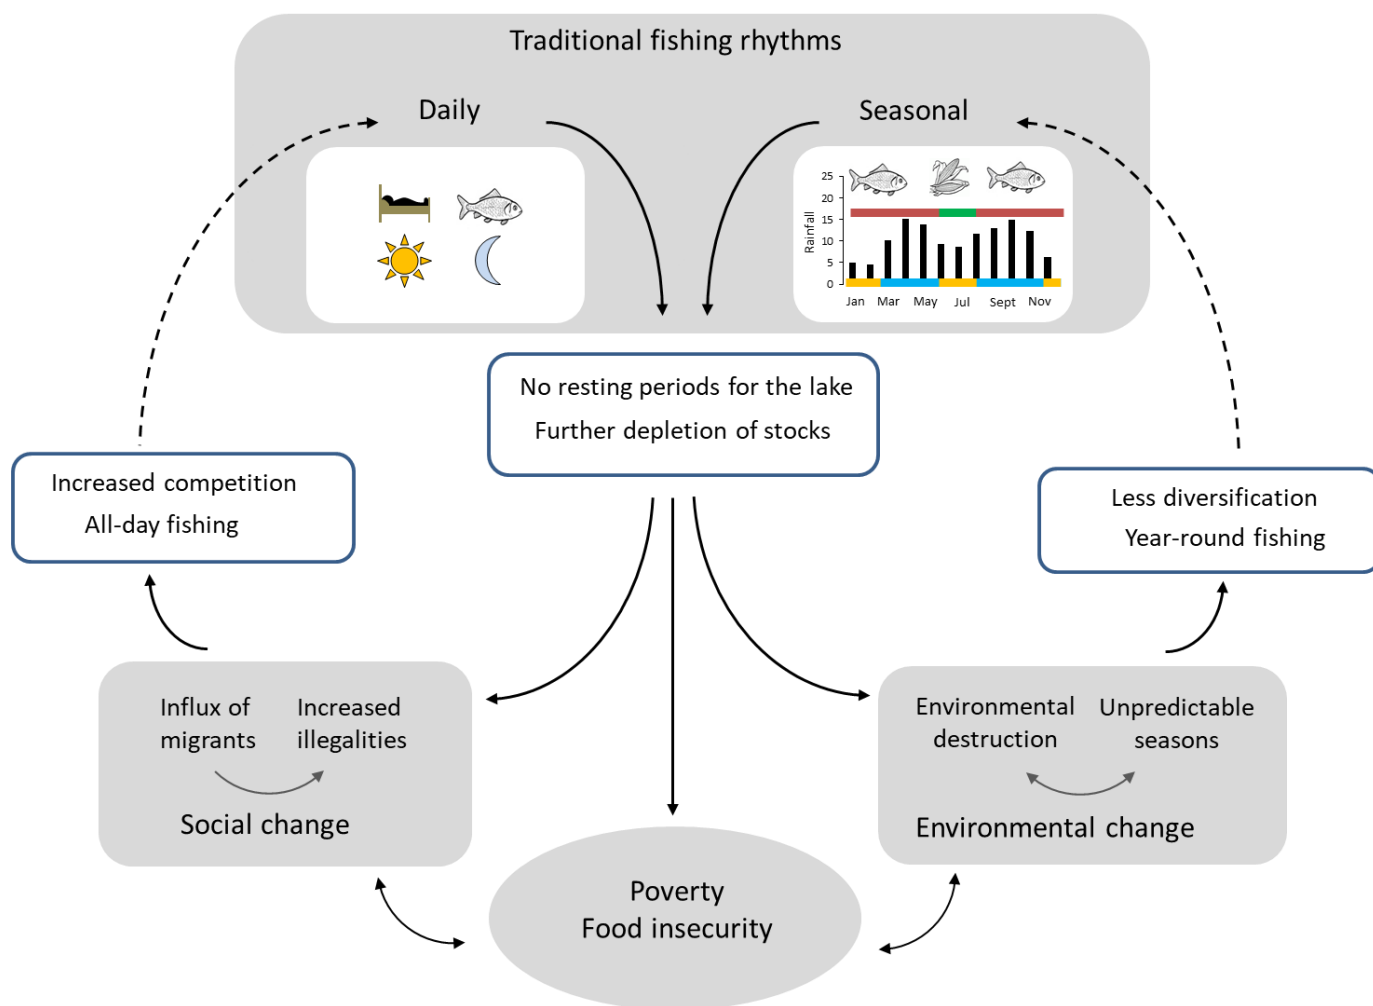 Traditional fishing rhythms
Daily
Seasonal
25
20
15
10
5
0
Rainfall
Jan Mar May Jul Sept Nov
No resting periods for the lake
Further depletion of stocks
Increased competition
All-day fishing
Less diversification
Year-round fishing
Influx of
migrants
Increased
illegalities
Social change
Environmental
destruction
Unpredictable
seasons
Environmental change
Poverty
Food insecurity